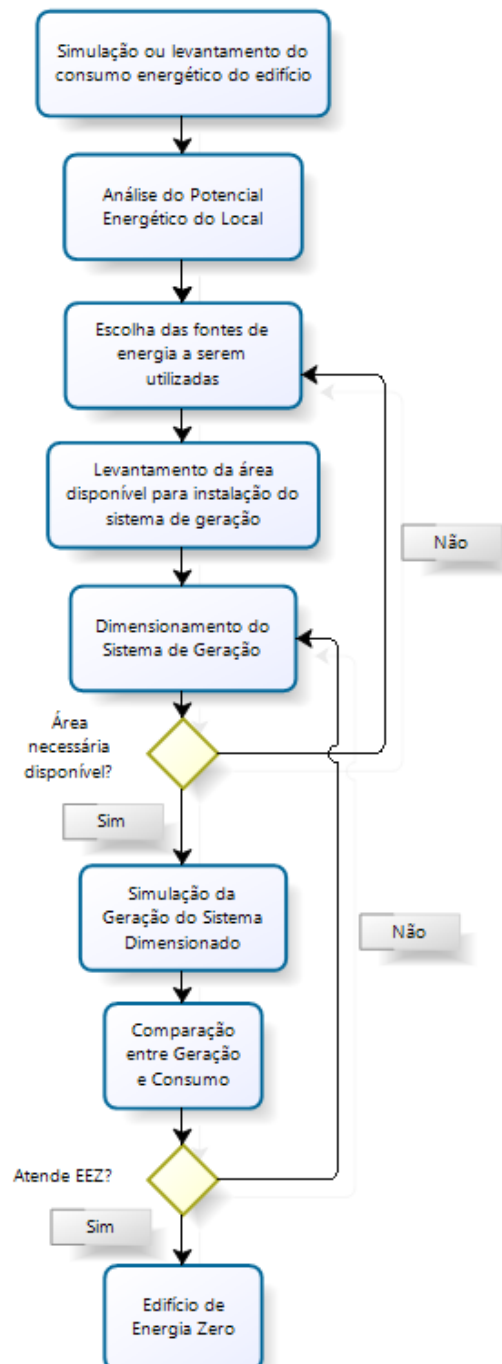 Simulação ou levantamento do
consumo energético do edifício
Análise do Potencial
Energético do Local
Escolha das fontes de
energia a serem
utilizadas
Levantamento da área
disponível para instalação do
sistema de geração
Não
Dimensionamento do
Sistema de Geração
Área
necessária
disponível?
Sim
Simulação da
Geração do Sistema
Dimensionado
Não
Comparação
entre Geração
e Consumo
Atende EEZ?
Sim
Edifício de
Energia Zero